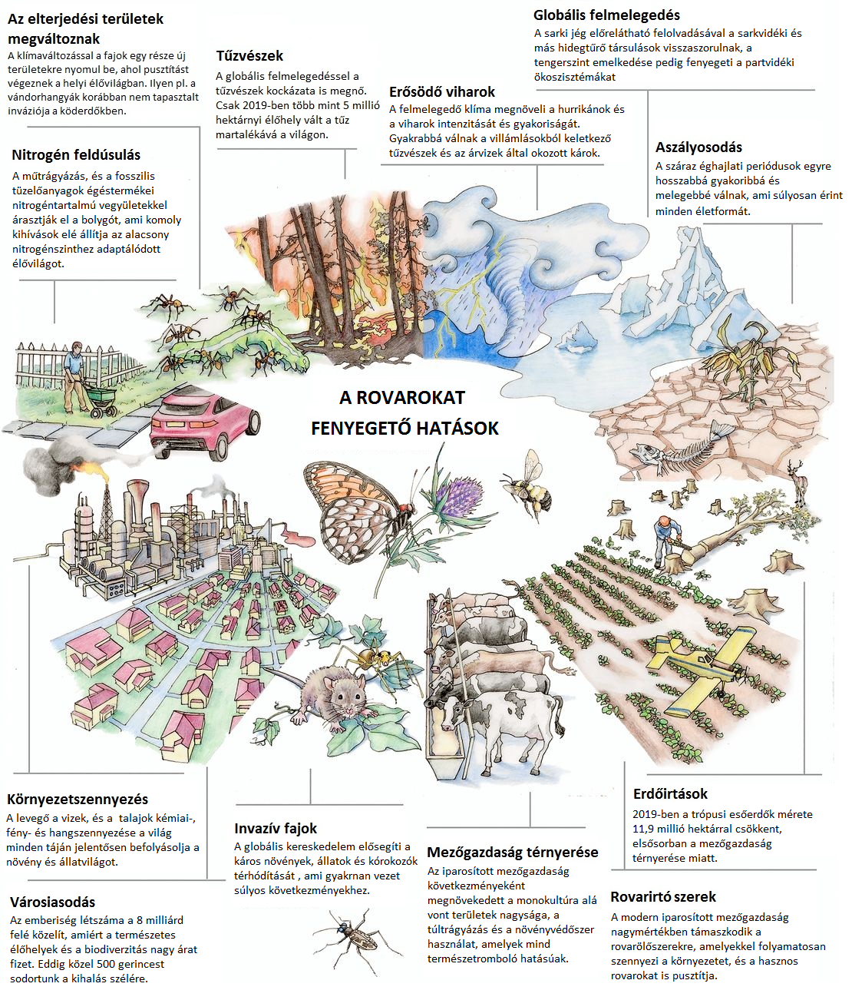 Az elterjedési területek
megváltoznak
A klímaváltozással a fajok egy része új
területekre nyomul be, ahol pusztítást
végeznek a helyi élővilágban. Ilyen pl. a
vándorhangyák korábban nem tapasztalt
inváziója a köderdőkben.
Tűzvészek
A globális felmelegedéssel a
tűzvészek kockázata is megnő.
Csak 2019-ben több mint 5 millió
hektárnyi élőhely vált a tűz
martalékává a világon.
Erősödő viharok
A felmelegedő klíma megnöveli a hurrikánok és
a viharok intenzitását és gyakoriságát.
Gyakrabbá válnak a villámlásokból keletkező
tűzvészek és az árvizek által okozott károk.
Globális felmelegedés
A sarki jég előrelátható felolvadásával a sarkvidéki és
más hidegtűrő társulások visszaszorulnak, a
tengerszint emelkedése pedig fenyegeti a partvidéki
ökoszisztémákat
Aszályosodás
A száraz éghajlati periódusok egyre
hosszabbá gyakoribbá és
melegebbé válnak, ami súlyosan érint
minden életformát.
Nitrogén feldúsulás
A műtrágyázás, és a fosszilis
tüzelőanyagok égéstermékei
nitrogéntartalmú vegyületekkel
árasztják el a bolygót, ami komoly
kihívások elé állítja az alacsony
nitrogénszinthez adaptálódott
élővilágot.
A ROVAROKAT
FENYEGETŐ HATÁSOK
Környezetszennyezés
A levegő a vizek, és a talajok kémiai-,
fény- és hangszennyezése a világ
minden táján jelentősen befolyásolja a
növény és állatvilágot.
Városiasodás
Az emberiség létszáma a 8 milliárd
felé közelít, amiért a természetes
élőhelyek és a biodiverzitás nagy árat
fizet. Eddig közel 500 gerincest
sodortunk a kihalás szélére.
Invazív fajok
A globális kereskedelem elősegíti a
káros növények, állatok és kórokozók
térhódítását , ami gyakrnan vezet
súlyos következményekhez.
Mezőgazdaság térnyerése
Az iparosított mezőgazdaság
következményeként
megnövekedett a monokultúra alá
vont területek nagysága, a
túltrágyázás és a növényvédőszer
használat, amelyek mind
természetromboló hatásúak.
Erdőirtások
2019-ben a trópusi esőerdők mérete
11,9 millió hektárral csökkent,
elsősorban a mezőgazdaság
térnyerése miatt.
Rovarirtó szerek
A modern iparosított mezőgazdaság
nagymértékben támaszkodik a
rovarölőszerekre, amelyekkel folyamatosan
szennyezi a környezetet, és a hasznos
rovarokat is pusztítja.